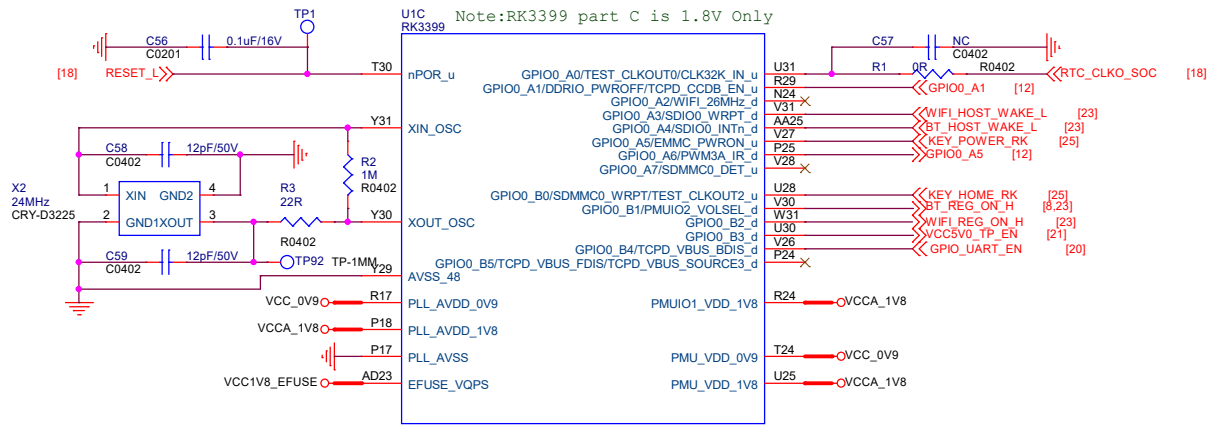 Note:RK3399 part C is 1.8V Only
TP1
U1C
RK3399
C56 0.1uF/16V
C0201
[18] RESET_L
T30 nPOR_u
Y31 XIN_OSC
C58 12pF/50V
C0402
R2
1M
R0402
X2
24MHz
CRY-D3225
1 XIN GND2 4
2 GND1 XOUT 3
R3
22R
R0402
Y30 XOUT_OSC
C59 12pF/50V
C0402
TP92 TP-1MM
Y29 AVSS_48
VCC_0V9 R17 PLL_AVDD_0V9
VCCA_1V8 P18 PLL_AVDD_1V8
P17 PLL_AVSS
VCC1V8_EFUSE AD23 EFUSE_VQPS
C57 NC
C0402
R1 0R R0402
GPIO0_A0/TEST_CLKOUT0/CLK32K_IN_u U31 RTC_CLKO_SOC [18]
GPIO0_A1/DDRIO_PWROFF/TCPD_CCDB_EN_u R29 GPIO0_A1 [12]
GPIO0_A2/WIFI_26MHz_d N24
GPIO0_A3/SDIO0_WRPT_d V31 WIFI_HOST_WAKE_L [23]
GPIO0_A4/SDIO0_INTn_d AA25 BT_HOST_WAKE_L [23]
GPIO0_A5/EMMC_PWRON_u V27 KEY_POWER_RK [25]
GPIO0_A6/PWM3A_IR_d P25 GPIO0_A5 [12]
GPIO0_A7/SDMMC0_DET_u V28
GPIO0_B0/SDMMC0_WRPT/TEST_CLKOUT2_u U28 KEY_HOME_RK [25]
GPIO0_B1/PMUIO2_VOLSEL_d V30 BT_REG_ON_H [8,23]
GPIO0_B2_d W31 WIFI_REG_ON_H [23]
GPIO0_B3_d U30 VCC5V0_TP_EN [21]
GPIO0_B4/TCPD_VBUS_BDIS_d V26 GPIO_UART_EN [20]
GPIO0_B5/TCPD_VBUS_FDIS/TCPD_VBUS_SOURCE3_d P24
PMUIO1_VDD_1V8 R24 VCCA_1V8
PMU_VDD_0V9 T24 VCC_0V9
PMU_VDD_1V8 U25 VCCA_1V8